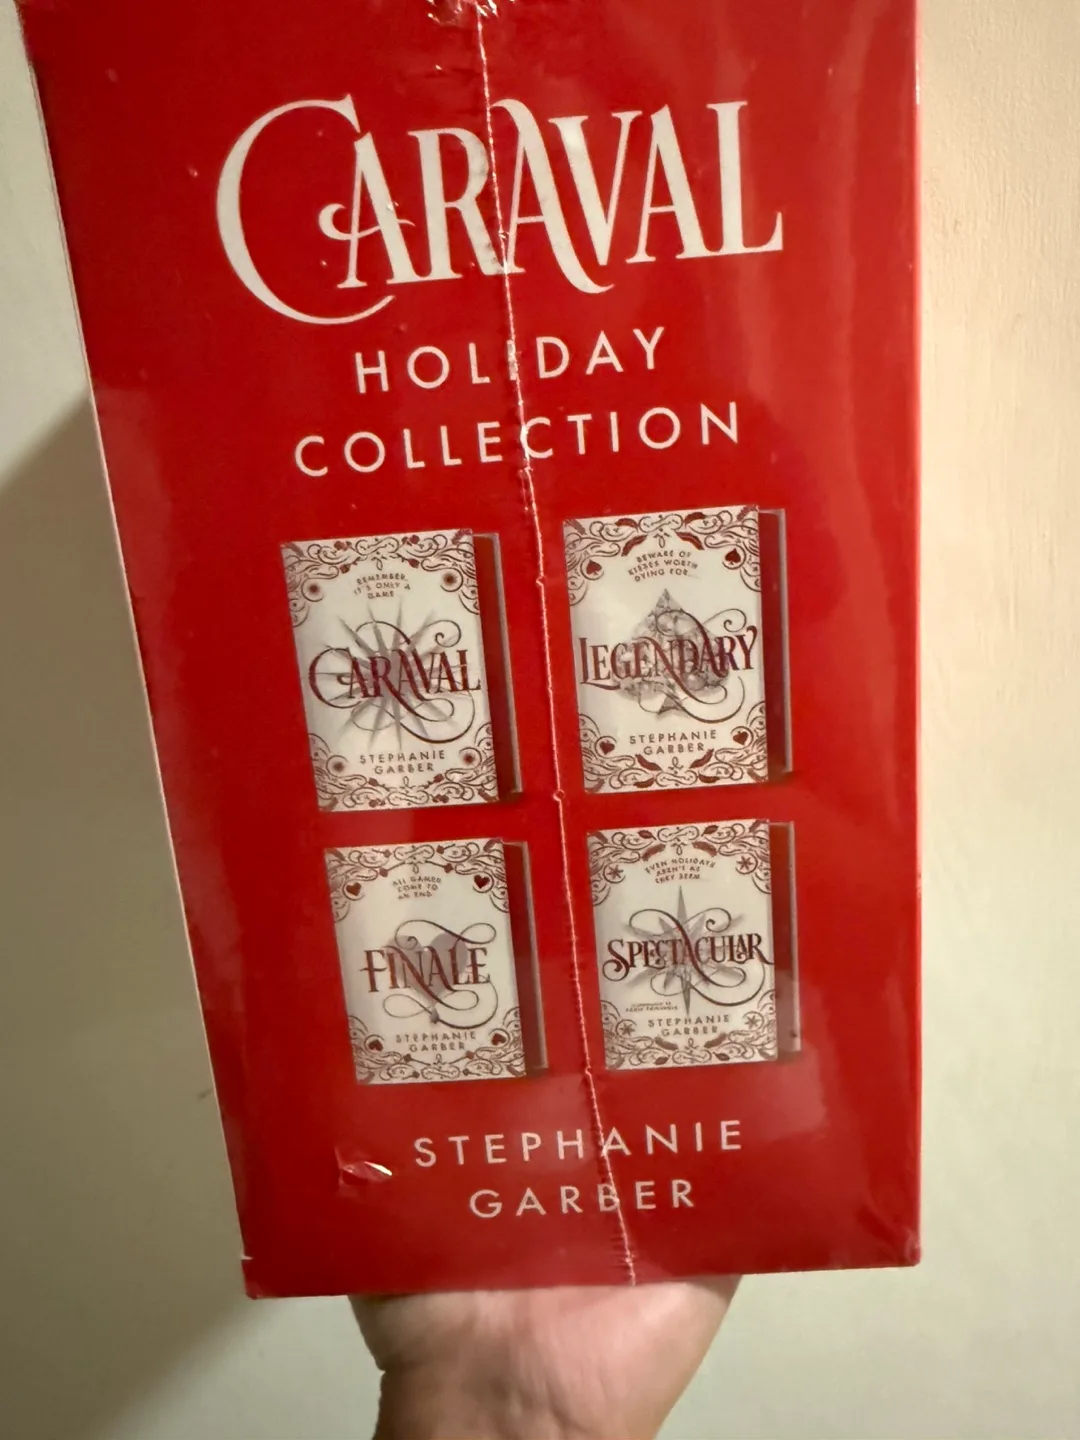 CARAVAL
HOLIDAY
COLLECTION
REMEMBER,
IT'S ONLY A
GAME
CARAVAL
STEPHANIE
GARBER
BEWARE OF
KISSES WORTH
DYING FOR...
LEGENDARY
STEPHANIE
GARBER
ALL GAMES
COME TO
AN END
FINALE
STEPHANIE
GARBER
EVEN HOLIDAYS
AREN'T AS
THEY SEEM
SPECTACULAR
STEPHANIE
GARBER
STEPHANIE
GARBER